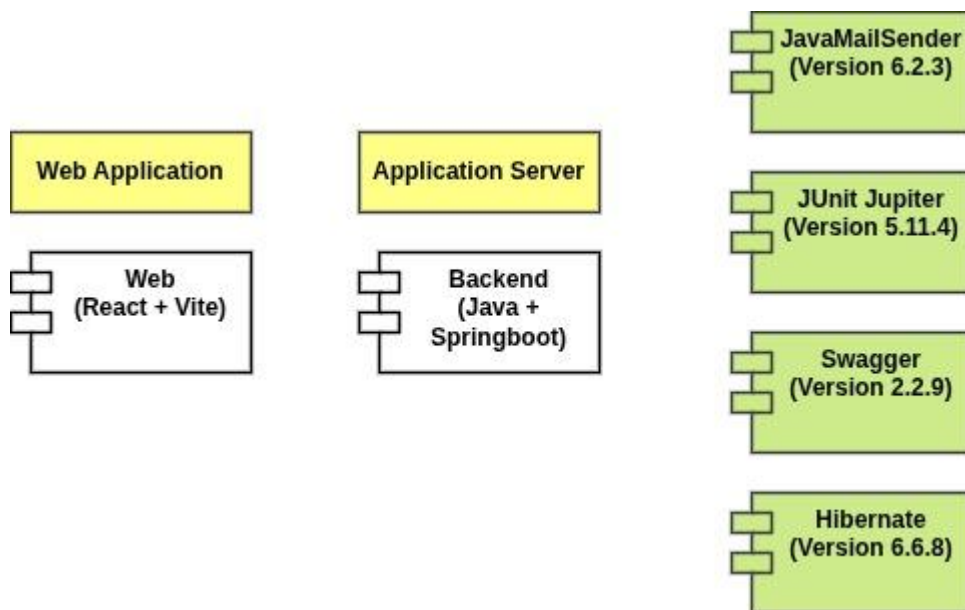 JavaMailSender
(Version 6.2.3)
Web Application
Application Server
JUnit Jupiter
(Version 5.11.4)
Web
(React + Vite)
Backend
(Java +
Springboot)
Swagger
(Version 2.2.9)
Hibernate
(Version 6.6.8)